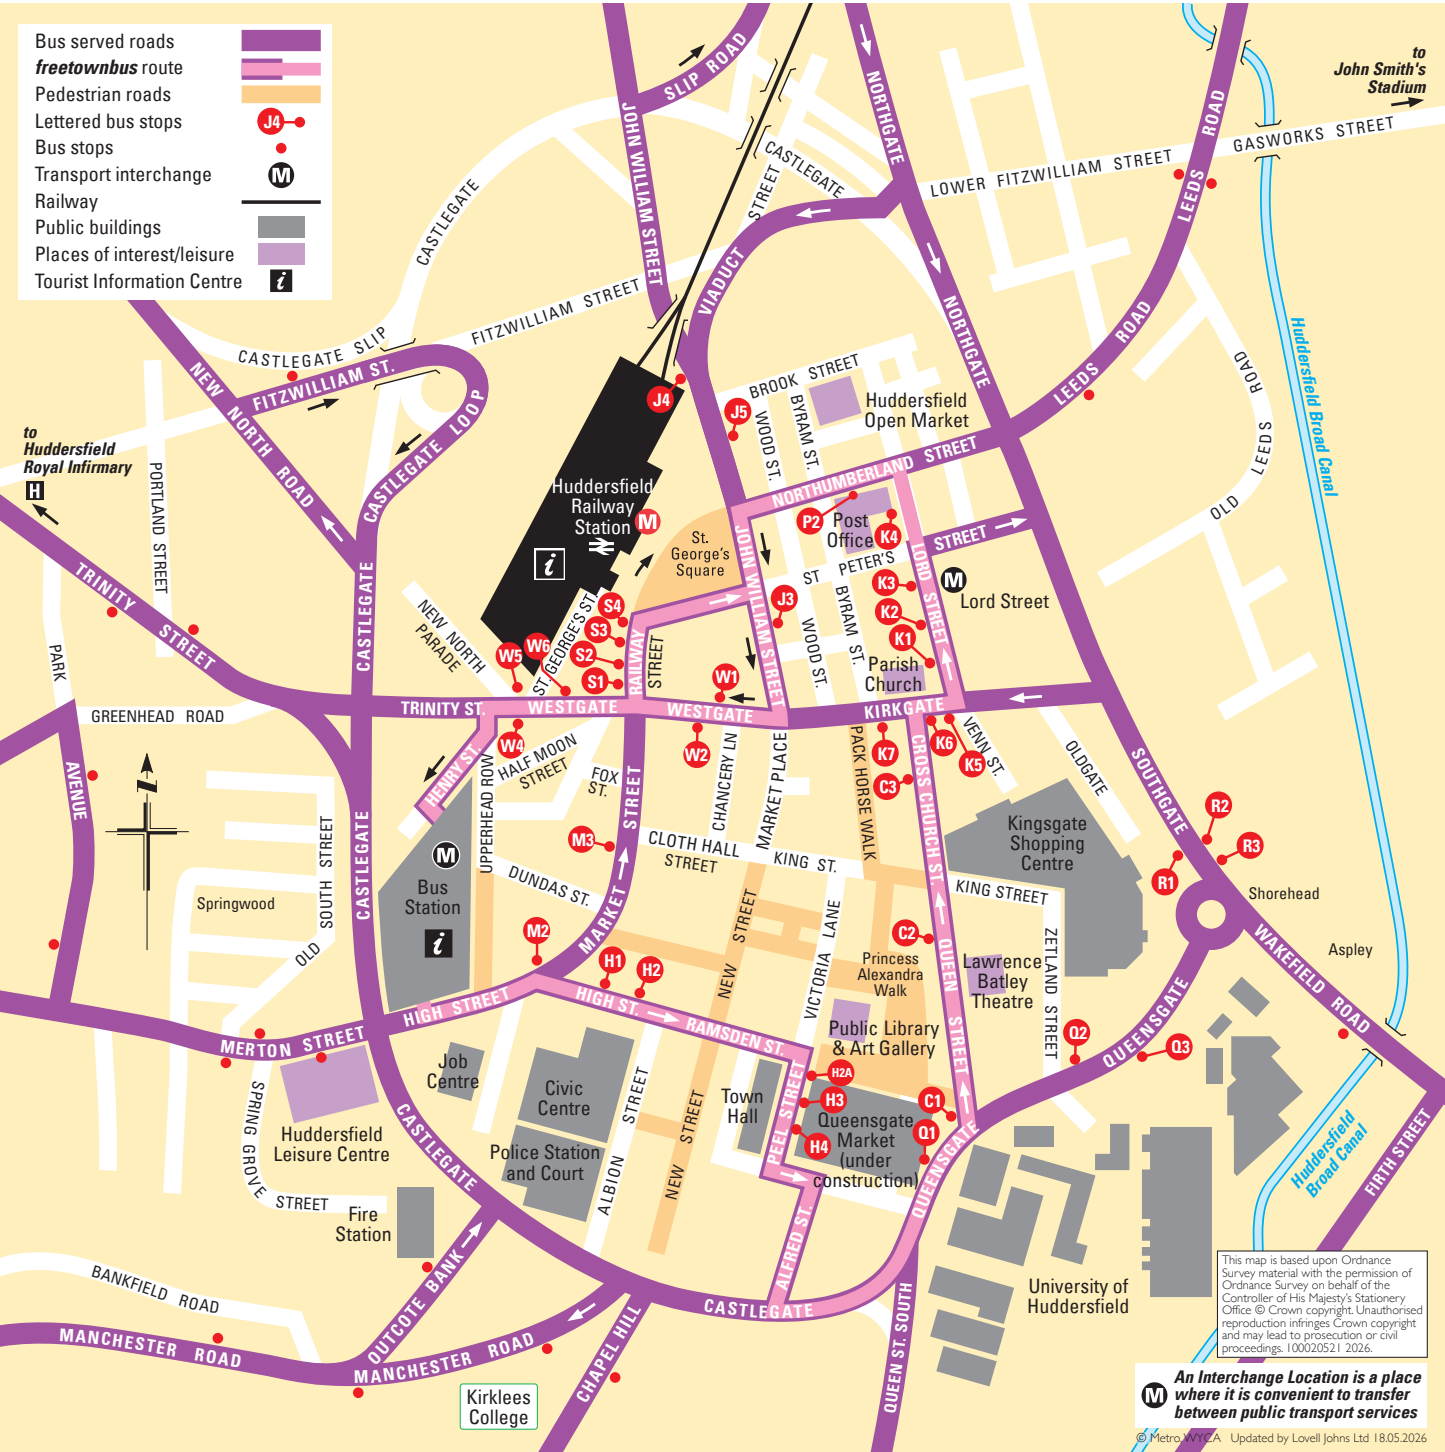 Bus served roads
freetownbus route
Pedestrian roads
Lettered bus stops
J4
Bus stops
Transport interchange
M
Railway
Public buildings
Places of interest/leisure
Tourist Information Centre
i
to
John Smith's
Stadium
SLIP ROAD
JOHN WILLIAM STREET
NORTHGATE
LEEDS ROAD
GASWORKS STREET
LOWER FITZWILLIAM STREET
CASTLEGATE
CASTLEGATE
VIADUCT STREET
FITZWILLIAM STREET
CASTLEGATE SLIP
FITZWILLIAM ST.
NEW NORTH ROAD
CASTLEGATE LOOP
NORTHGATE
LEEDS
LEEDS ROAD
Huddersfield Broad Canal
OLD LEEDS ROAD
BROOK STREET
Huddersfield
Open Market
J4
J5
WOOD ST.
BYRAM ST.
to
Huddersfield
Royal Infirmary
H
PORTLAND STREET
Huddersfield
Railway
Station
M
i
St.
George's
Square
NORTHUMBERLAND STREET
P2
Post
Office
K4
JOHN WILLIAM STREET
ST PETER'S STREET
LORD STREET
M
Lord Street
K3
K2
K1
J3
WOOD ST.
BYRAM ST.
Parish
Church
TRINITY STREET
CASTLEGATE
NEW NORTH
PARADE
ST. GEORGE'S ST.
S4
S3
S2
S1
W6
W5
RAILWAY
STREET
W1
PARK
GREENHEAD ROAD
AVENUE
TRINITY ST.
WESTGATE
WESTGATE
KIRKGATE
W4
W2
K7
K6
K5
C3
HENRY ST.
HALF MOON
STREET
FOX
ST.
UPPERHEAD ROW
CHANCERY LN
MARKET PLACE
PACK HORSE WALK
CROSS CHURCH ST.
VENN ST.
OLDGATE
SOUTHGATE
N
CASTLEGATE
M
Bus
Station
i
M3
CLOTH HALL
STREET
KING ST.
DUNDAS ST.
MARKET STREET
Kingsgate
Shopping
Centre
KING STREET
R2
R3
R1
Shorehead
Springwood
OLD SOUTH STREET
M2
H1
H2
NEW STREET
VICTORIA LANE
C2
Princess
Alexandra
Walk
QUEEN STREET
Lawrence
Batley
Theatre
ZETLAND STREET
WAKEFIELD ROAD
Aspley
HIGH STREET
HIGH ST.
RAMSDEN ST.
Public Library
& Art Gallery
QUEENSGATE
Q2
Q3
MERTON STREET
SPRING GROVE STREET
Huddersfield
Leisure Centre
Job
Centre
Civic
Centre
Police Station
and Court
ALBION STREET
NEW STREET
Town
Hall
PEEL STREET
H2A
H3
H4
Queensgate
Market
(under
construction)
C1
Q1
QUEENSGATE
Huddersfield
Broad Canal
FIRTH STREET
CASTLEGATE
Fire
Station
BANKFIELD ROAD
OUTCOTE BANK
MANCHESTER ROAD
MANCHESTER ROAD
CHAPEL HILL
CASTLEGATE
ALFRED ST.
QUEEN ST. SOUTH
University of
Huddersfield
Kirklees
College
This map is based upon Ordnance
Survey material with the permission of
Ordnance Survey on behalf of the
Controller of His Majesty's Stationery
Office © Crown copyright. Unauthorised
reproduction infringes Crown copyright
and may lead to prosecution or civil
proceedings. 100020521 2026.
M
An Interchange Location is a place
where it is convenient to transfer
between public transport services
© Metro,WYCA Updated by Lovell Johns Ltd 18.05.2026